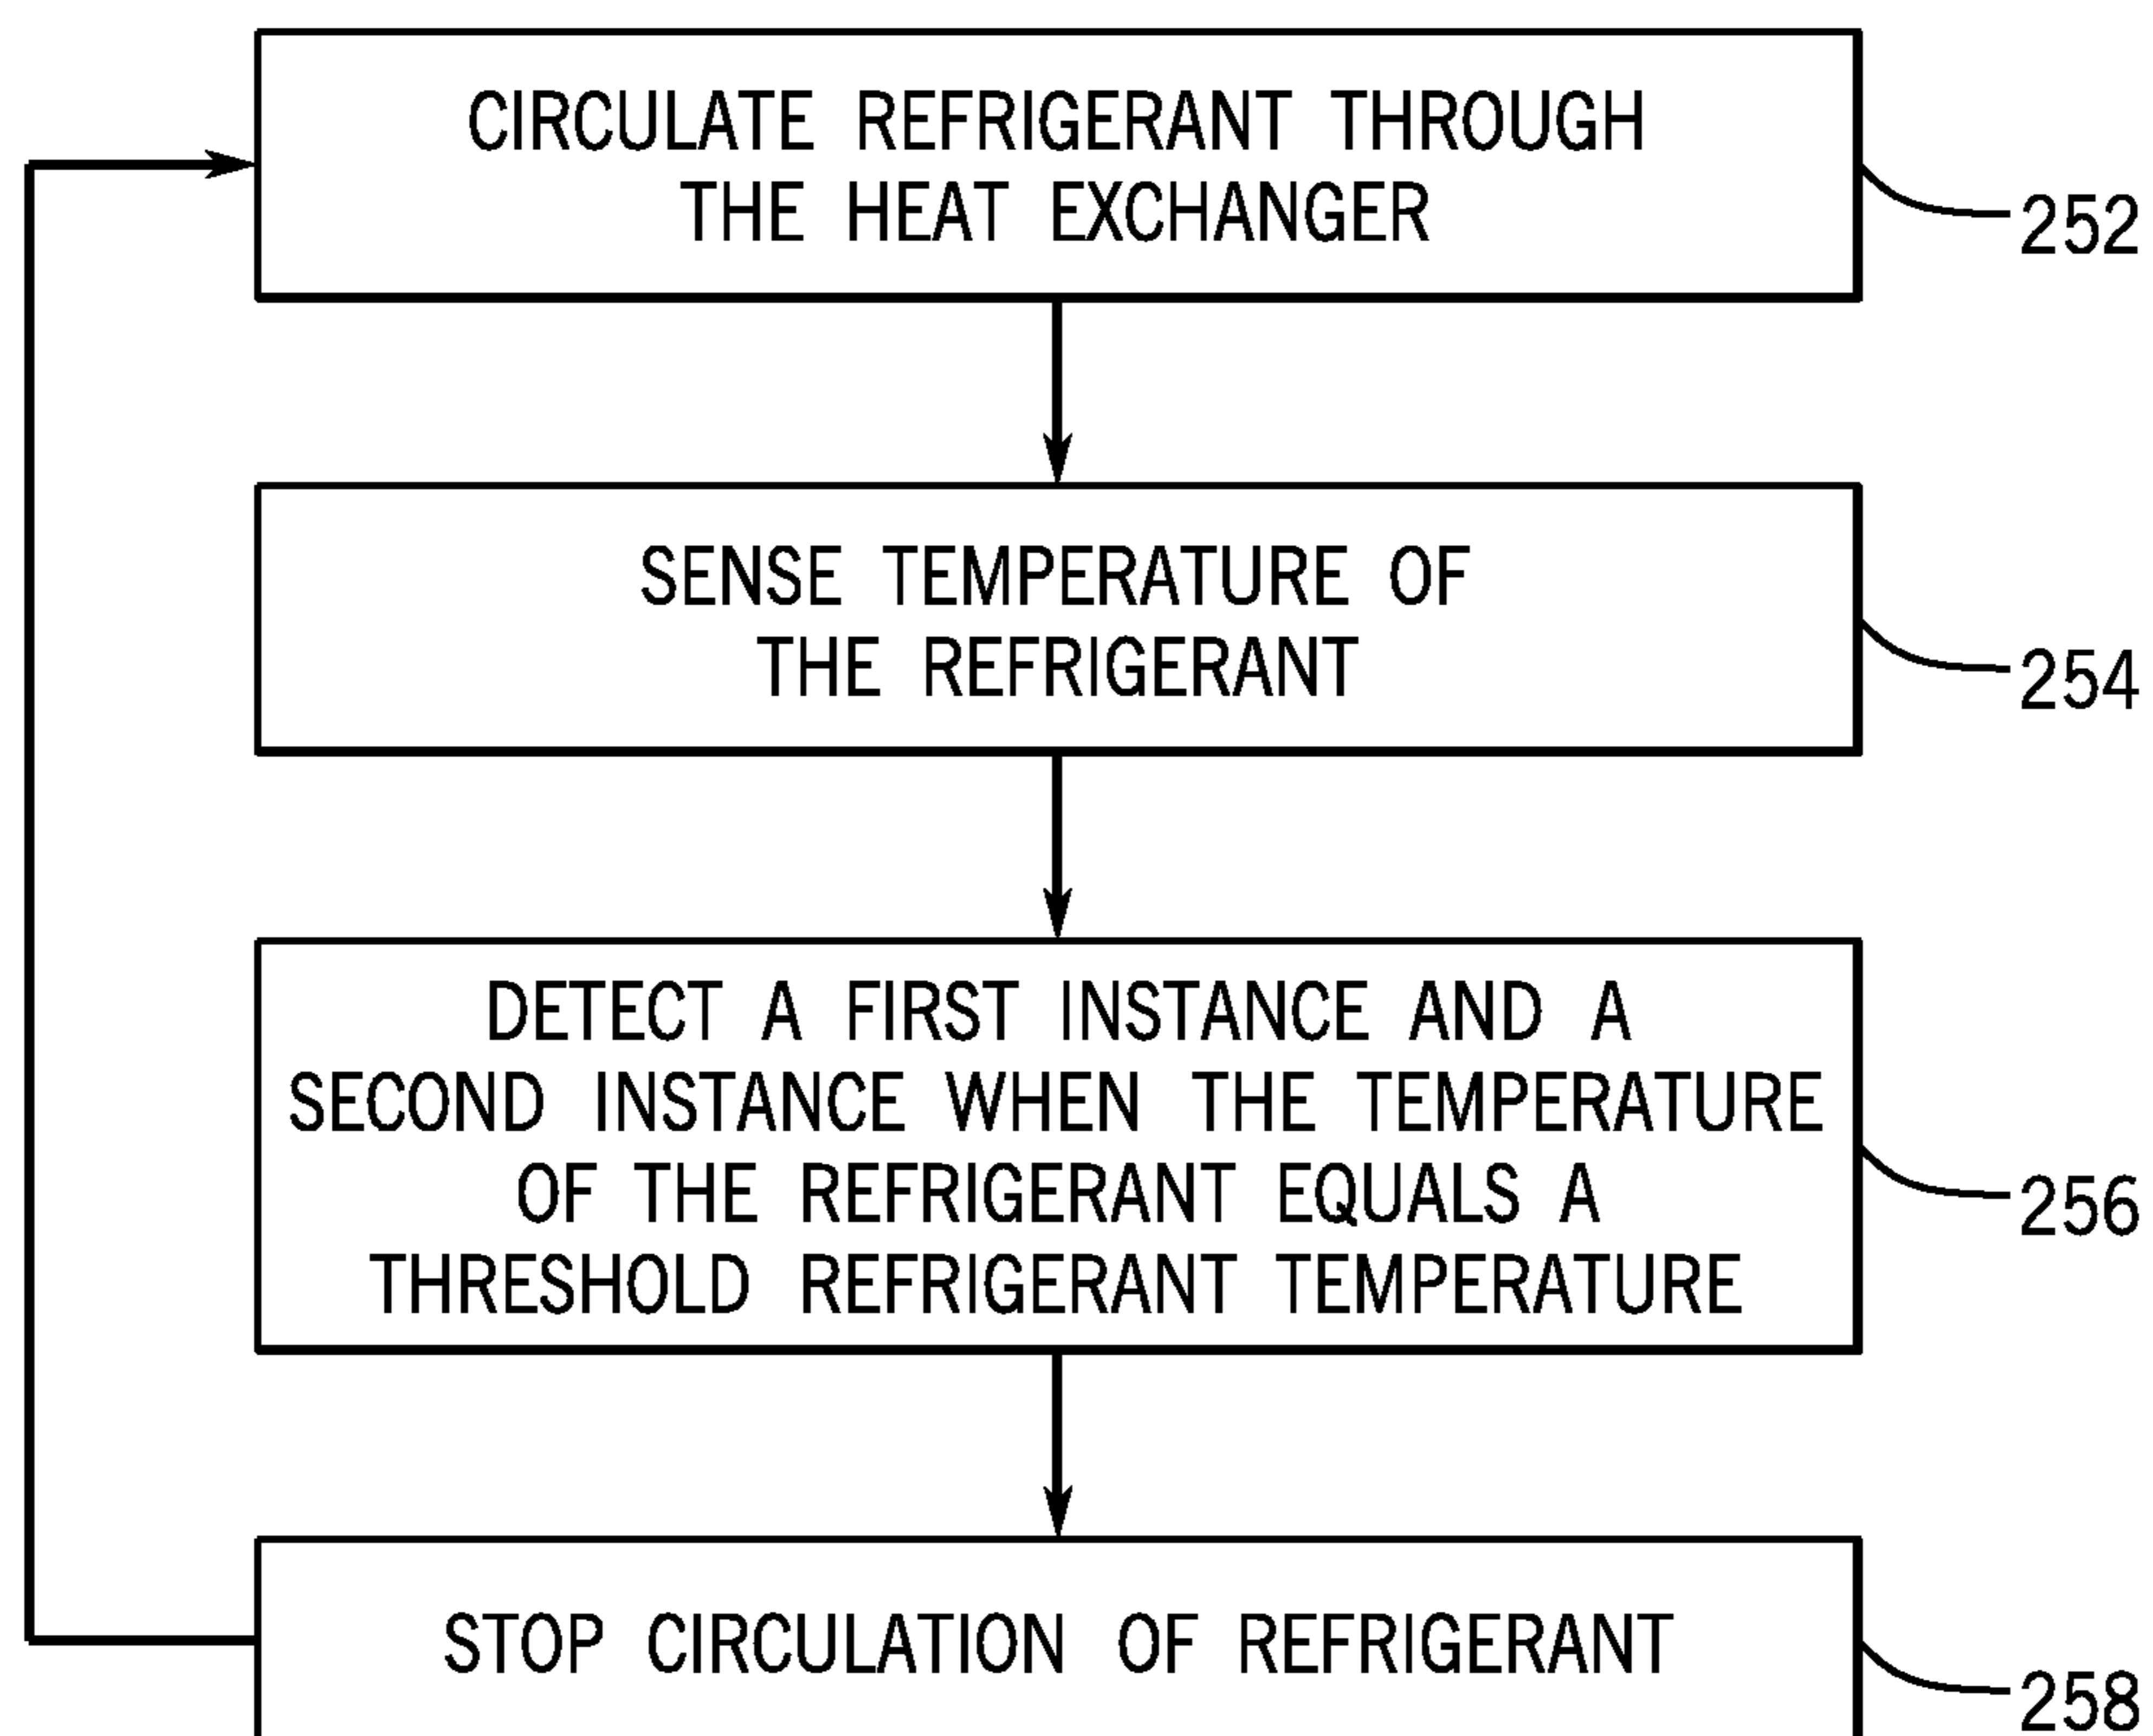 CIRCULATE REFRIGERANT THROUGH
THE HEAT EXCHANGER
252
SENSE TEMPERATURE OF
THE REFRIGERANT
254
DETECT A FIRST INSTANCE AND A
SECOND INSTANCE WHEN THE TEMPERATURE
OF THE REFRIGERANT EQUALS A
THRESHOLD REFRIGERANT TEMPERATURE
256
STOP CIRCULATION OF REFRIGERANT
258